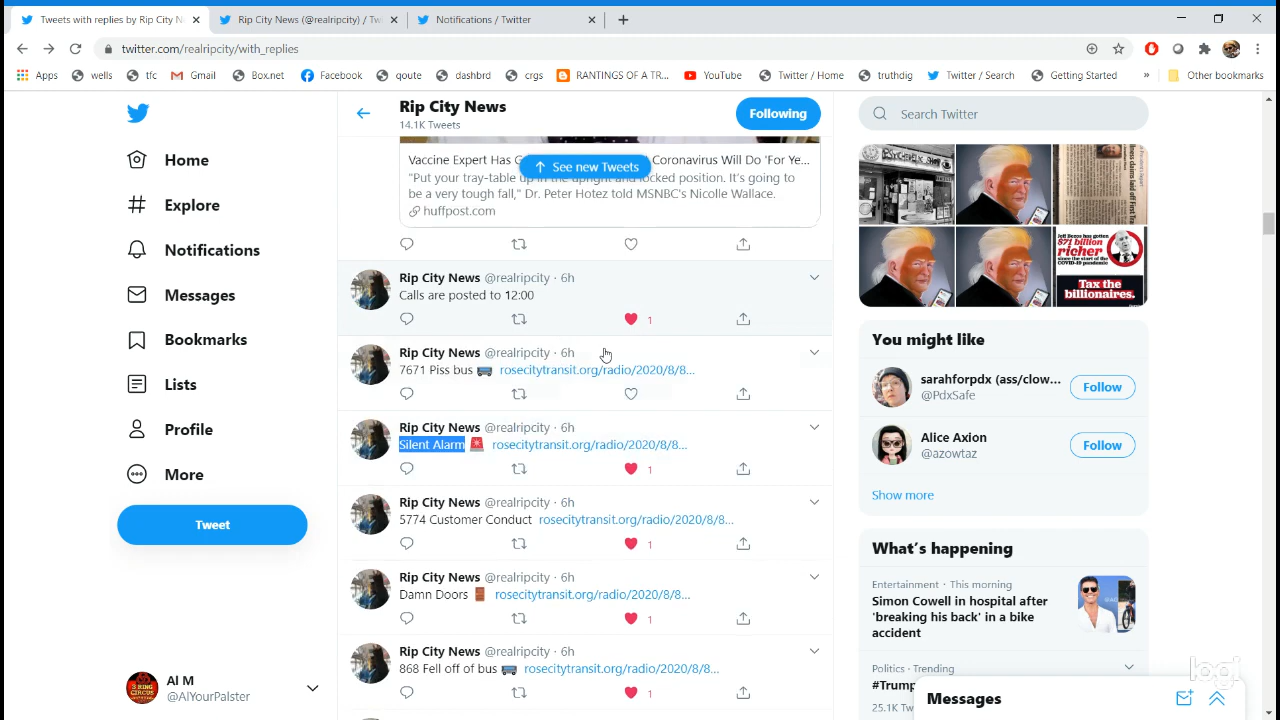 Tweets with replies by Rip City N
Rip City News (@realripcity) / Tw
Notifications / Twitter
twitter.com/realripcity/with_replies
Apps
wells
tfc
Gmail
Box.net
Facebook
qoute
dashbrd
crgs
RANTINGS OF A TR...
YouTube
Twitter / Home
truthdig
Twitter / Search
Getting Started
»
Other bookmarks
Home
Explore
Notifications
Messages
Bookmarks
Lists
Profile
More
Tweet
Al M
@AlYourPalster
Rip City News
14.1K Tweets
Following
See new Tweets
Vaccine Expert Has Coronavirus Will Do 'For Ye...
"Put your tray-table up in the upright and locked position. It's going to
be a very tough fall," Dr. Peter Hotez told MSNBC's Nicolle Wallace.
huffpost.com
Rip City News @realripcity · 6h
Calls are posted to 12:00
1
Rip City News @realripcity · 6h
7671 Piss bus 🚌 rosecitytransit.org/radio/2020/8/8...
Rip City News @realripcity · 6h
Silent Alarm 🚨 rosecitytransit.org/radio/2020/8/8...
1
Rip City News @realripcity · 6h
5774 Customer Conduct rosecitytransit.org/radio/2020/8/8...
1
Rip City News @realripcity · 6h
Damn Doors 🚪 rosecitytransit.org/radio/2020/8/8...
1
Rip City News @realripcity · 6h
868 Fell off of bus 🚌 rosecitytransit.org/radio/2020/8/8...
1
Search Twitter
PSYCHEDELIC SHOP
Jeff Bezos has gotten
$71 billion
richer
since the start of the
COVID-19 pandemic
Tax the
billionaires.
You might like
sarahforpdx (ass/clow...
@PdxSafe
Follow
Alice Axion
@azowtaz
Follow
Show more
What's happening
Entertainment · This morning
Simon Cowell in hospital after
'breaking his back' in a bike
accident
Politics · Trending
#Trump
25.1K Tw
Messages
logi